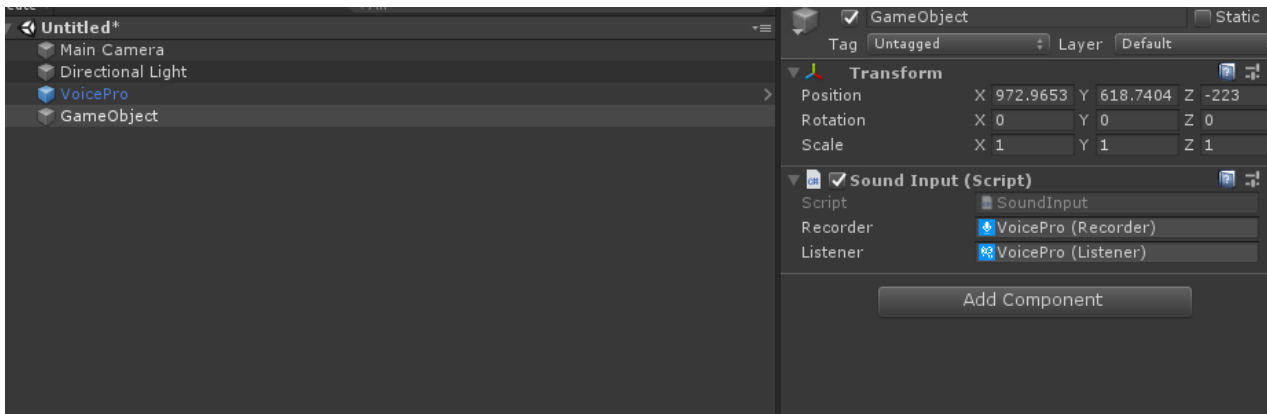 Untitled*
Main Camera
Directional Light
VoicePro
GameObject
GameObject Static
Tag Untagged Layer Default
Transform
Position X 972.9653 Y 618.7404 Z -223
Rotation X 0 Y 0 Z 0
Scale X 1 Y 1 Z 1
Sound Input (Script)
Script SoundInput
Recorder VoicePro (Recorder)
Listener VoicePro (Listener)
Add Component